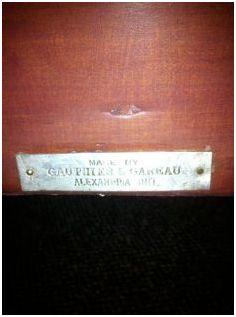 MADE BY
GAUTHIER & GAREAU
ALEXANDRIA ONT.